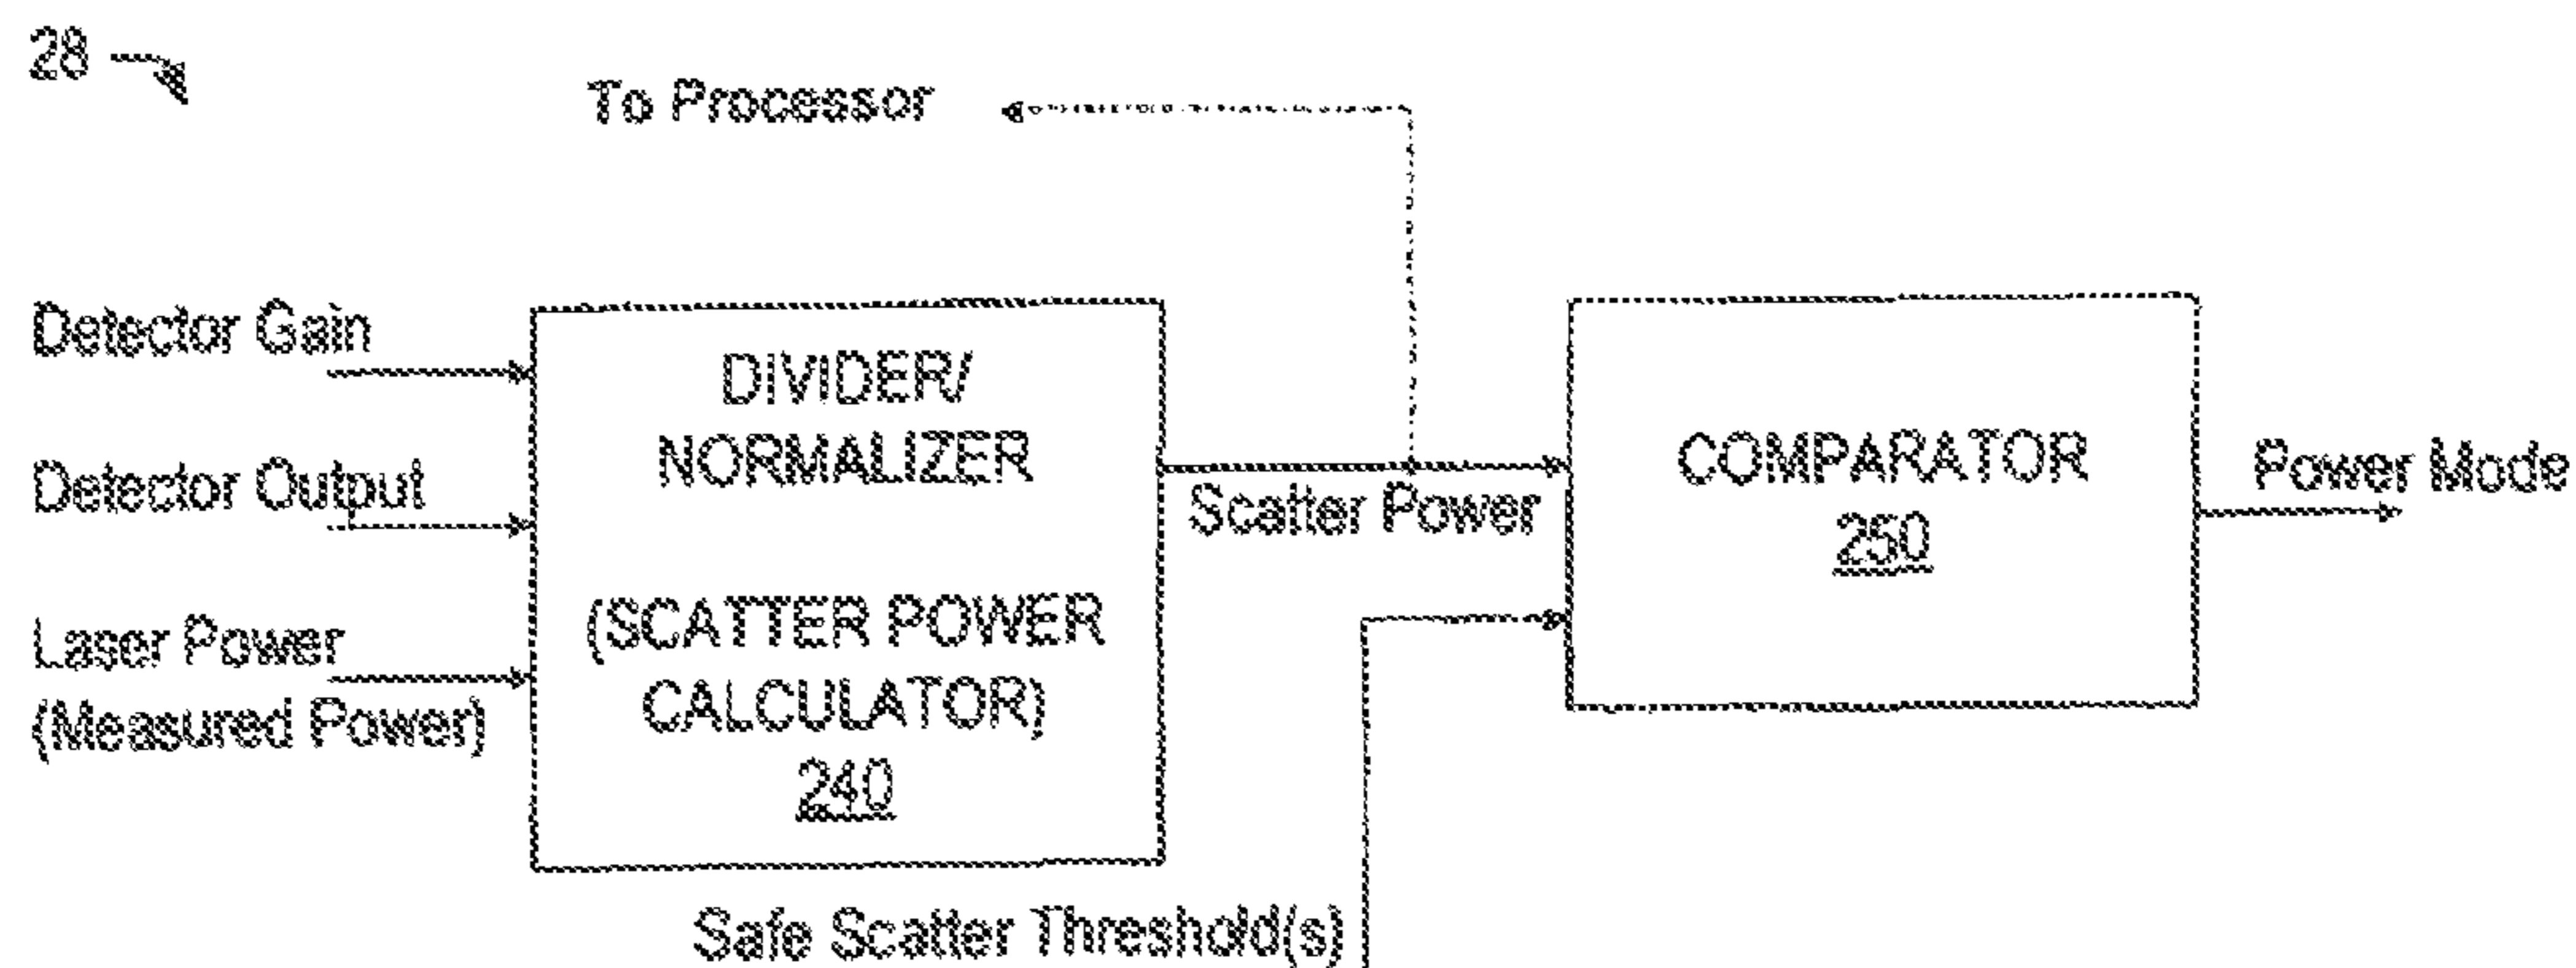 28
To Processor
Detector Gain
Detector Output
Laser Power
(Measured Power)
DIVIDER/
NORMALIZER
(SCATTER POWER
CALCULATOR)
240
Scatter Power
Safe Scatter Threshold(s)
COMPARATOR
250
Power Mode